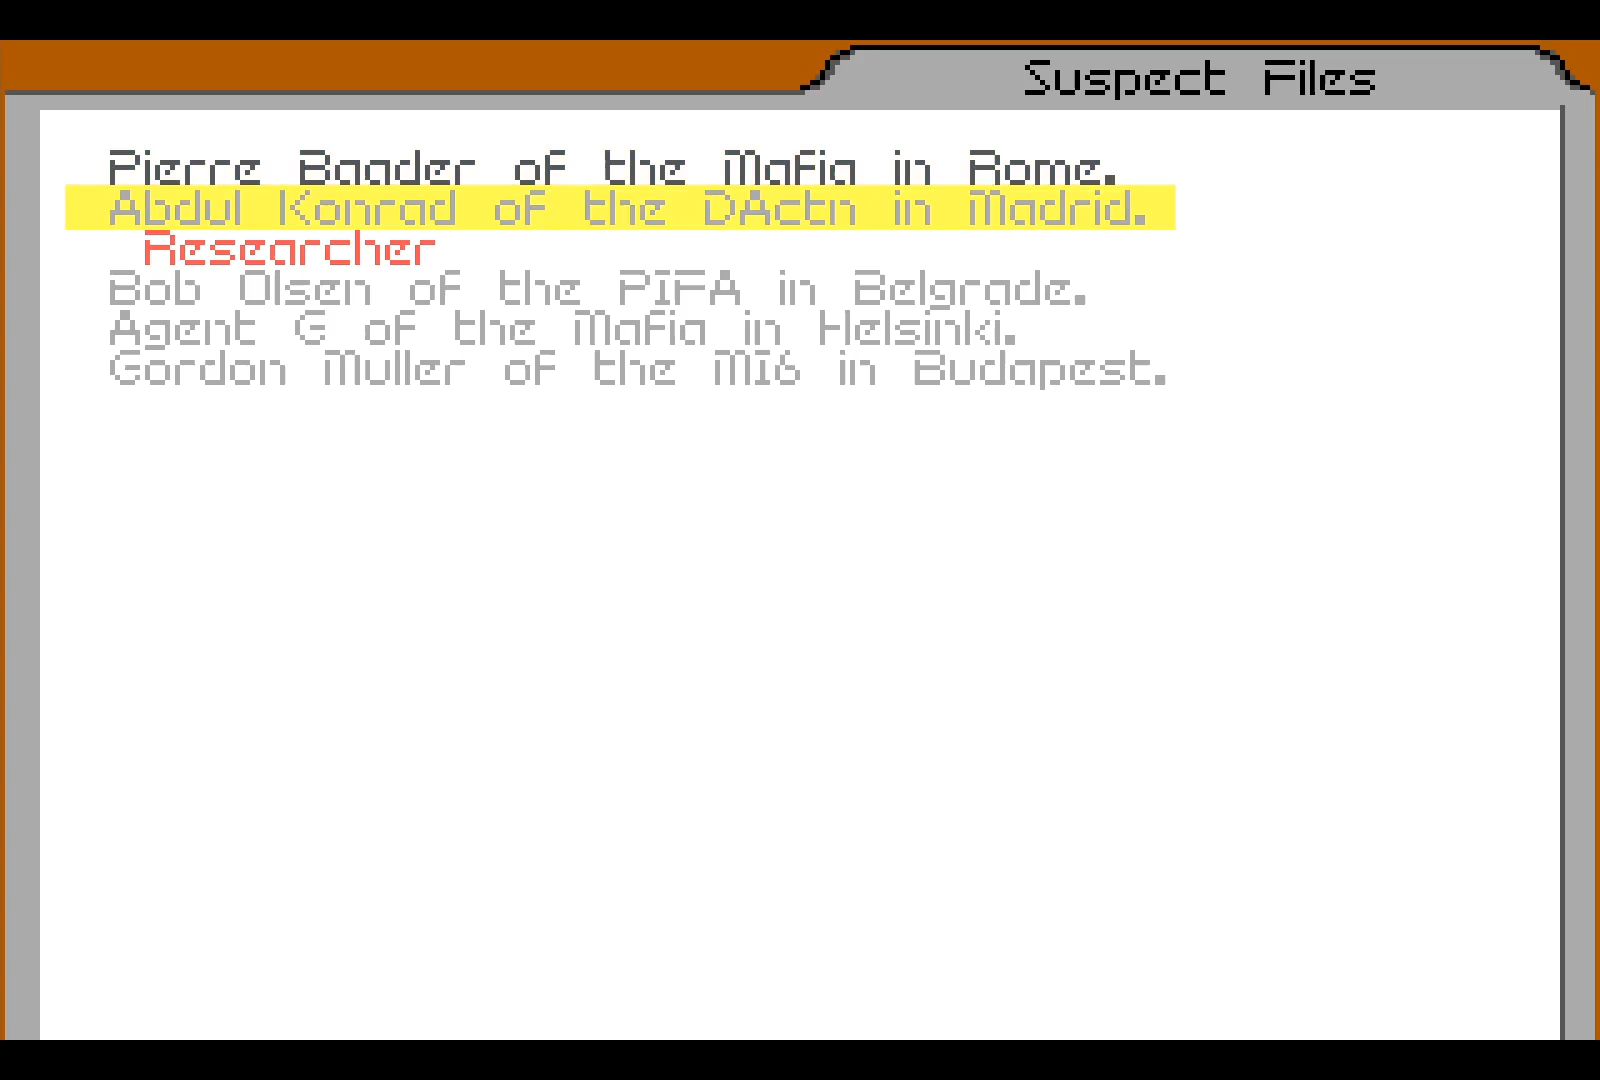 Suspect Files
Pierre Baader of the Mafia in Rome.
Abdul Konrad of the DActn in Madrid.
Researcher
Bob Olsen of the PIFA in Belgrade.
Agent G of the Mafia in Helsinki.
Gordon Muller of the MI6 in Budapest.